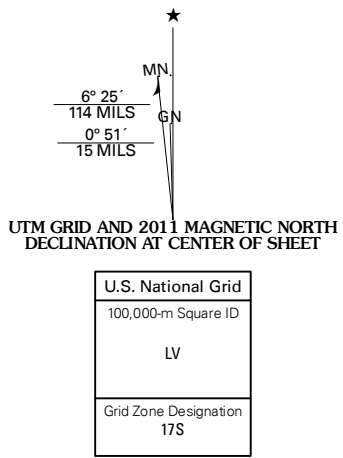 ★
MN.
6° 25´
114 MILS
GN
0° 51´
15 MILS
UTM GRID AND 2011 MAGNETIC NORTH
DECLINATION AT CENTER OF SHEET
U.S. National Grid
100,000-m Square ID
LV
Grid Zone Designation
17S